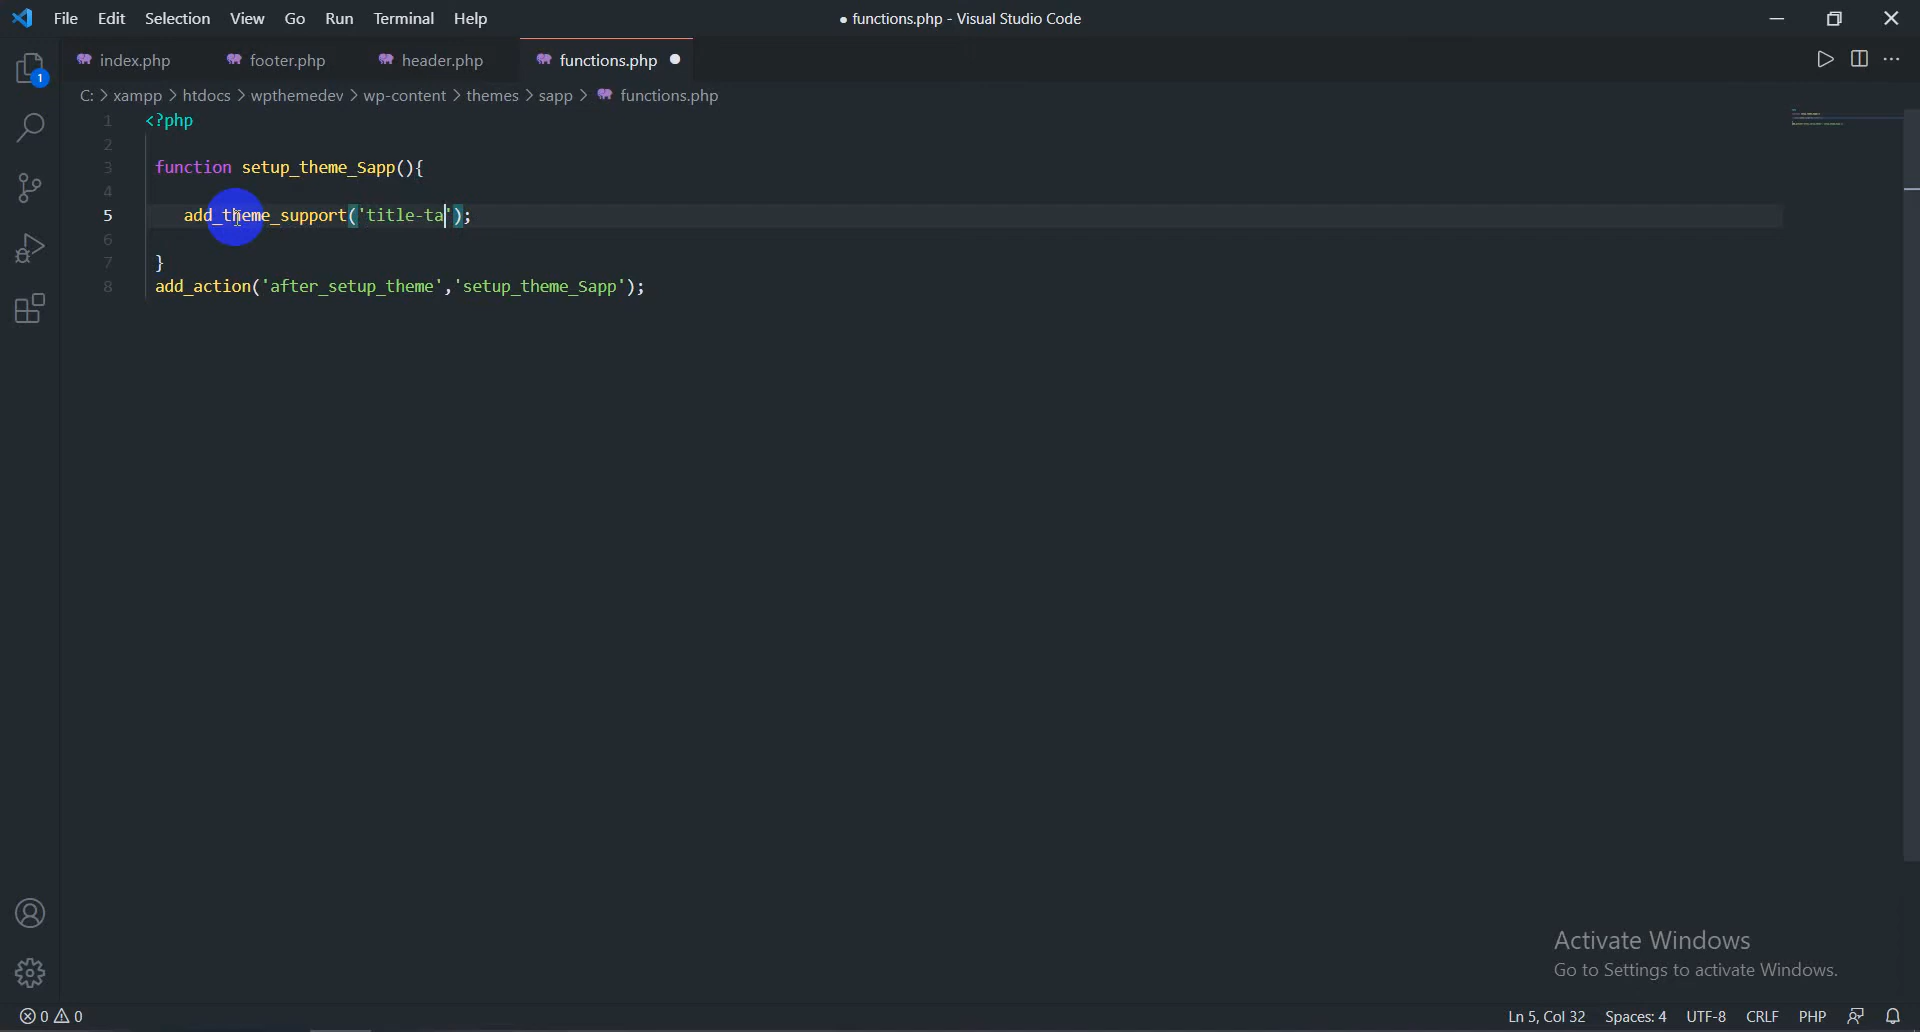 File Edit Selection View Go Run Terminal Help
● functions.php - Visual Studio Code
index.php footer.php header.php functions.php ●
C: > xampp > htdocs > wpthemedev > wp-content > themes > sapp > functions.php
1 <?php
2
3 function setup_theme_Sapp(){
4
5 add_theme_support('title-ta');
6
7 }
8 add_action('after_setup_theme','setup_theme_Sapp');
1
Activate Windows
Go to Settings to activate Windows.
0 0 Ln 5, Col 32 Spaces: 4 UTF-8 CRLF PHP